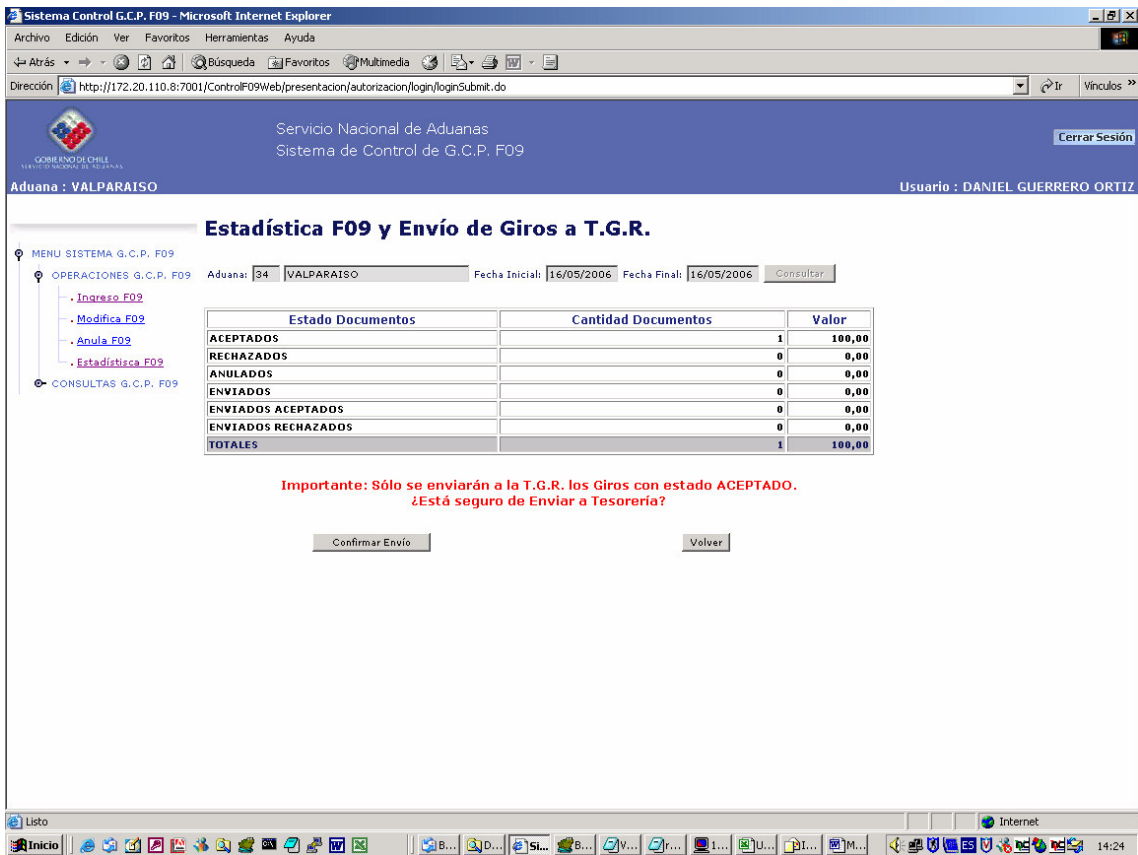 Sistema Control G.C.P. F09 - Microsoft Internet Explorer
Archivo Edición Ver Favoritos Herramientas Ayuda
Atrás Búsqueda Favoritos Multimedia
Dirección http://172.20.110.8:7001/ControlF09Web/presentacion/autorizacion/login/loginSubmit.do Ir Vínculos »
GOBIERNO DE CHILE
SERVICIO NACIONAL DE ADUANAS
Servicio Nacional de Aduanas
Sistema de Control de G.C.P. F09
Cerrar Sesión
Aduana : VALPARAISO Usuario : DANIEL GUERRERO ORTIZ
Estadística F09 y Envío de Giros a T.G.R.
MENU SISTEMA G.C.P. F09
OPERACIONES G.C.P. F09
. Ingreso F09
. Modifica F09
. Anula F09
. Estadístisca F09
CONSULTAS G.C.P. F09
Aduana: 34 VALPARAISO Fecha Inicial: 16/05/2006 Fecha Final: 16/05/2006 Consultar
Estado Documentos Cantidad Documentos Valor
ACEPTADOS 1 100,00
RECHAZADOS 0 0,00
ANULADOS 0 0,00
ENVIADOS 0 0,00
ENVIADOS ACEPTADOS 0 0,00
ENVIADOS RECHAZADOS 0 0,00
TOTALES 1 100,00
Importante: Sólo se enviarán a la T.G.R. los Giros con estado ACEPTADO.
¿Está seguro de Enviar a Tesorería?
Confirmar Envío Volver
Listo Internet
Inicio B... D... Si... B... V... r... 1... U... I... M... ES 14:24